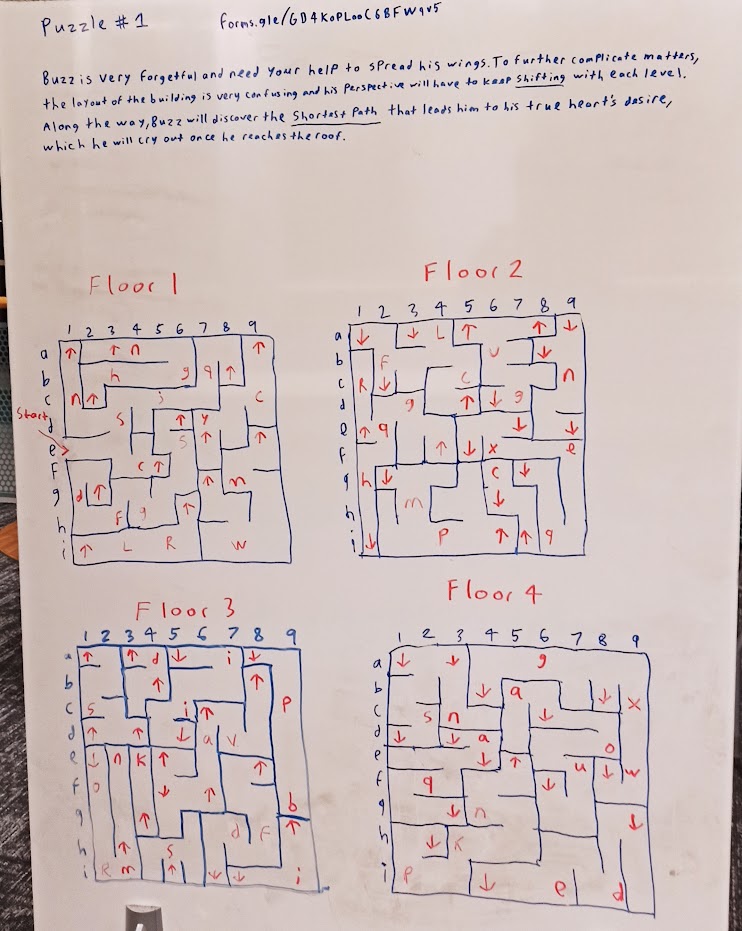 Puzzle #1
forms.gle/GD4KoPLooC6BFW9v5
Buzz is very forgetful and need your help to spread his wings. To further complicate matters,
the layout of the building is very confusing and his perspective will have to keep shifting with each level.
Along the way, Buzz will discover the Shortest Path that leads him to his true heart's desire,
which he will cry out once he reaches the roof.
Floor 1
1 2 3 4 5 6 7 8 9
a ↑ ↑ n ↑
b h g q ↑
c n ↑ j c
Start d s ↑ y
e s ↑ ↑
f c ↑
g d ↑ ↑ m
h f g ↑
i ↑ L R w
Floor 2
1 2 3 4 5 6 7 8 9
a ↓ ↓ L ↑ ↑ ↓
b F u ↓
c R ↓ c n
d g ↑ ↓ g
e ↑ q ↓ ↓
f ↑ ↓ x e
g h ↓ c ↓
h m ↓
i ↓ P ↑ ↑ q
Floor 3
1 2 3 4 5 6 7 8 9
a ↑ ↑ d ↓ i ↓
b ↑ ↑
c s i ↑ P
d ↑ ↑ ↓ a v
e ↓ n k ↑ ↑
f o ↓ ↑ b
g ↑ d F ↑
h ↑ s
i R m ↑ ↓ ↓ i
Floor 4
1 2 3 4 5 6 7 8 9
a ↓ ↓ g
b ↓ a ↓ x
c s n ↓
d ↓ ↓ a o
e ↓ ↑ u ↓ w
f q ↓
g ↓ n ↓
h ↓ k
i P ↓ e d